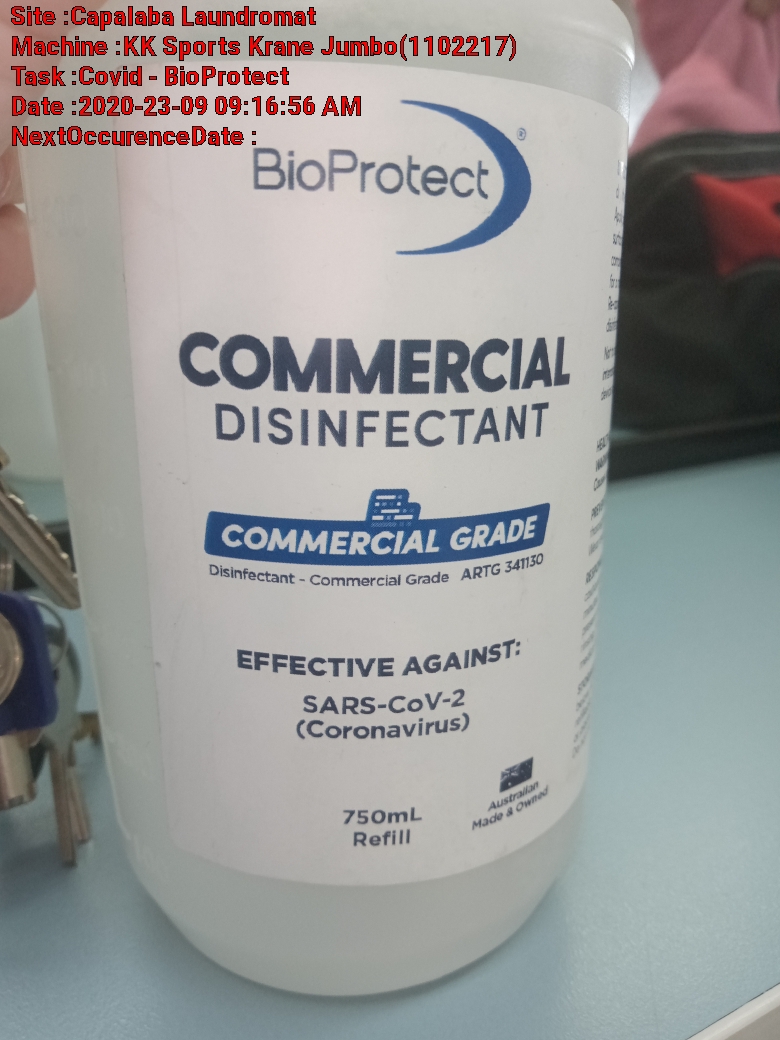 Site :Capalaba Laundromat
Machine :KK Sports Krane Jumbo(1102217)
Task :Covid - BioProtect
Date :2020-23-09 09:16:56 AM
NextOccurenceDate :
BioProtect®
COMMERCIAL
DISINFECTANT
COMMERCIAL GRADE
Disinfectant - Commercial Grade ARTG 341130
EFFECTIVE AGAINST:
SARS-CoV-2
(Coronavirus)
750mL
Refill
Australian
Made & Owned